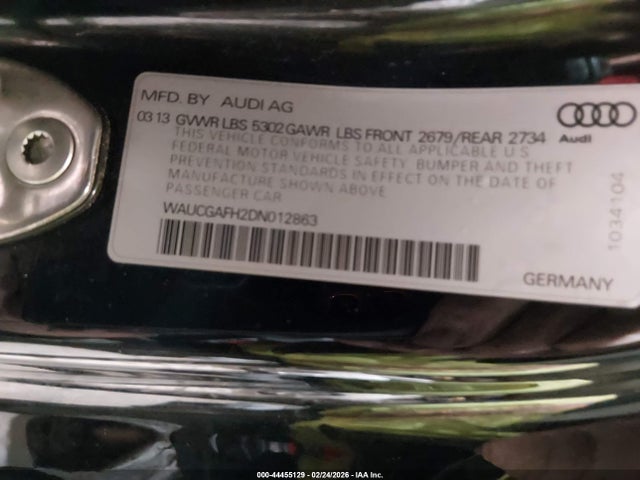 MFD. BY AUDI AG
03 13 GVWR LBS 5302 GAWR LBS FRONT 2679/REAR 2734
THIS VEHICLE CONFORMS TO ALL APPLICABLE U S
FEDERAL MOTOR VEHICLE SAFETY, BUMPER AND THEFT
PREVENTION STANDARDS IN EFFECT ON THE DATE OF
MANUFACTURE SHOWN ABOVE
PASSENGER CAR
WAUCGAFH2DN012863
Audi
1034104
GERMANY
000-44455129 - 02/24/2026 - IAA Inc.